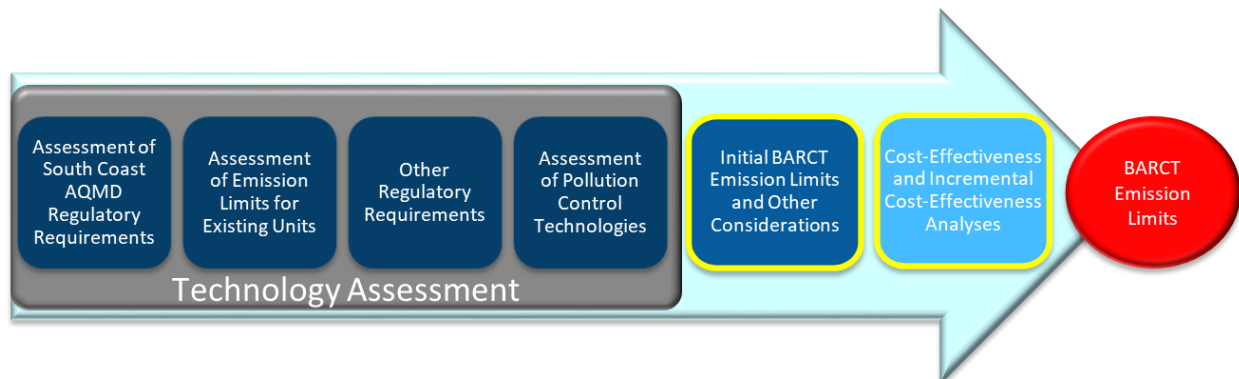 Assessment of
South Coast
AQMD
Regulatory
Requirements
Assessment
of Emission
Limits for
Existing Units
Other
Regulatory
Requirements
Assessment
of Pollution
Control
Technologies
Technology Assessment
Initial BARCT
Emission Limits
and Other
Considerations
Cost-Effectiveness
and Incremental
Cost-Effectiveness
Analyses
BARCT
Emission
Limits